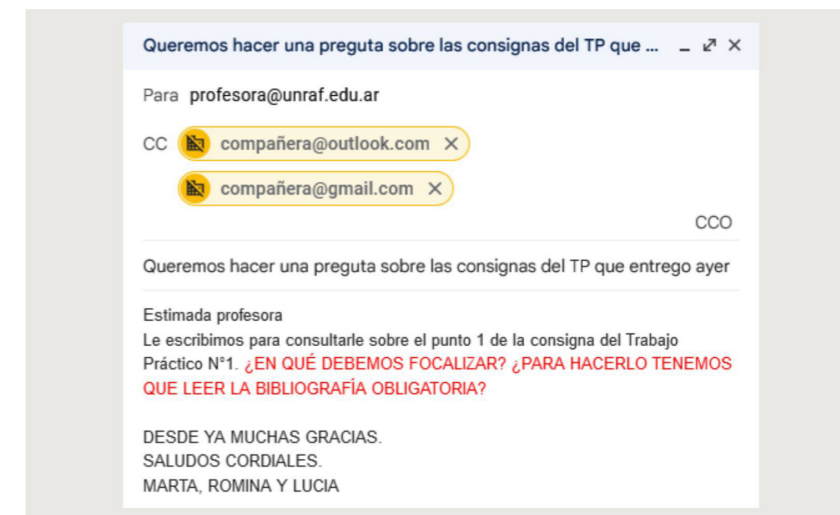 Queremos hacer una preguta sobre las consignas del TP que ...
Para profesora@unraf.edu.ar
CC compañera@outlook.com
compañera@gmail.com
CCO
Queremos hacer una preguta sobre las consignas del TP que entrego ayer
Estimada profesora
Le escribimos para consultarle sobre el punto 1 de la consigna del Trabajo
Práctico N°1. ¿EN QUÉ DEBEMOS FOCALIZAR? ¿PARA HACERLO TENEMOS
QUE LEER LA BIBLIOGRAFÍA OBLIGATORIA?
DESDE YA MUCHAS GRACIAS.
SALUDOS CORDIALES.
MARTA, ROMINA Y LUCIA